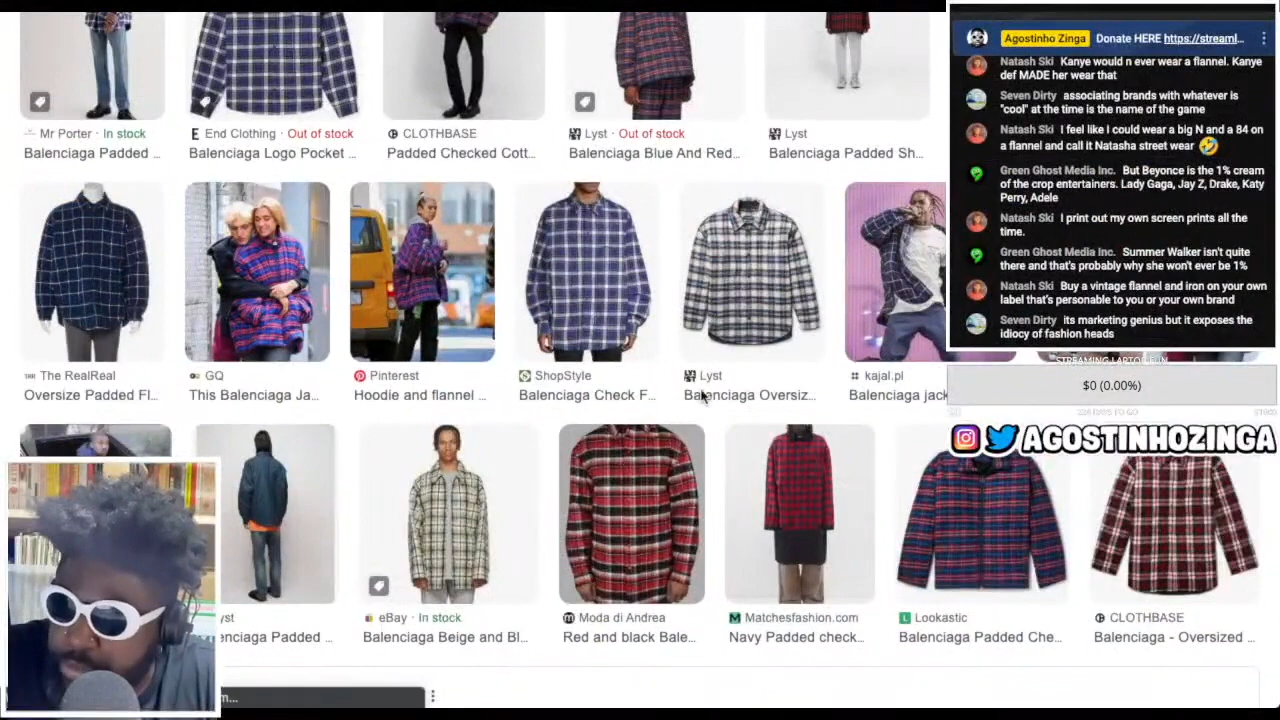 Mr Porter · In stock
Balenciaga Padded ...
End Clothing · Out of stock
Balenciaga Logo Pocket ...
CLOTHBASE
Padded Checked Cott...
Lyst · Out of stock
Balenciaga Blue And Red...
Lyst
Balenciaga Padded Sh...
The RealReal
Oversize Padded Fl...
GQ
This Balenciaga Ja...
Pinterest
Hoodie and flannel ...
ShopStyle
Balenciaga Check F...
Lyst
Balenciaga Oversiz...
kajal.pl
Balenciaga jack
yst
enciaga Padded ...
eBay · In stock
Balenciaga Beige and Bl...
Moda di Andrea
Red and black Bale...
Matchesfashion.com
Navy Padded check...
Lookastic
Balenciaga Padded Che...
CLOTHBASE
Balenciaga - Oversized ...
m...
Agostinho Zinga Donate HERE https://streaml...
Natash Ski Kanye would n ever wear a flannel. Kanye
def MADE her wear that
Seven Dirty associating brands with whatever is
"cool" at the time is the name of the game
Natash Ski I feel like I could wear a big N and a 84 on
a flannel and call it Natasha street wear 🤣
Green Ghost Media Inc. But Beyonce is the 1% cream
of the crop entertainers. Lady Gaga, Jay Z, Drake, Katy
Perry, Adele
Natash Ski I print out my own screen prints all the
time.
Green Ghost Media Inc. Summer Walker isn't quite
there and that's probably why she won't ever be 1%
Natash Ski Buy a vintage flannel and iron on your own
label that's personable to you or your own brand
Seven Dirty its marketing genius but it exposes the
idiocy of fashion heads
STREAMING LAPTOP FUN
$0 (0.00%)
AGOSTINHOZINGA